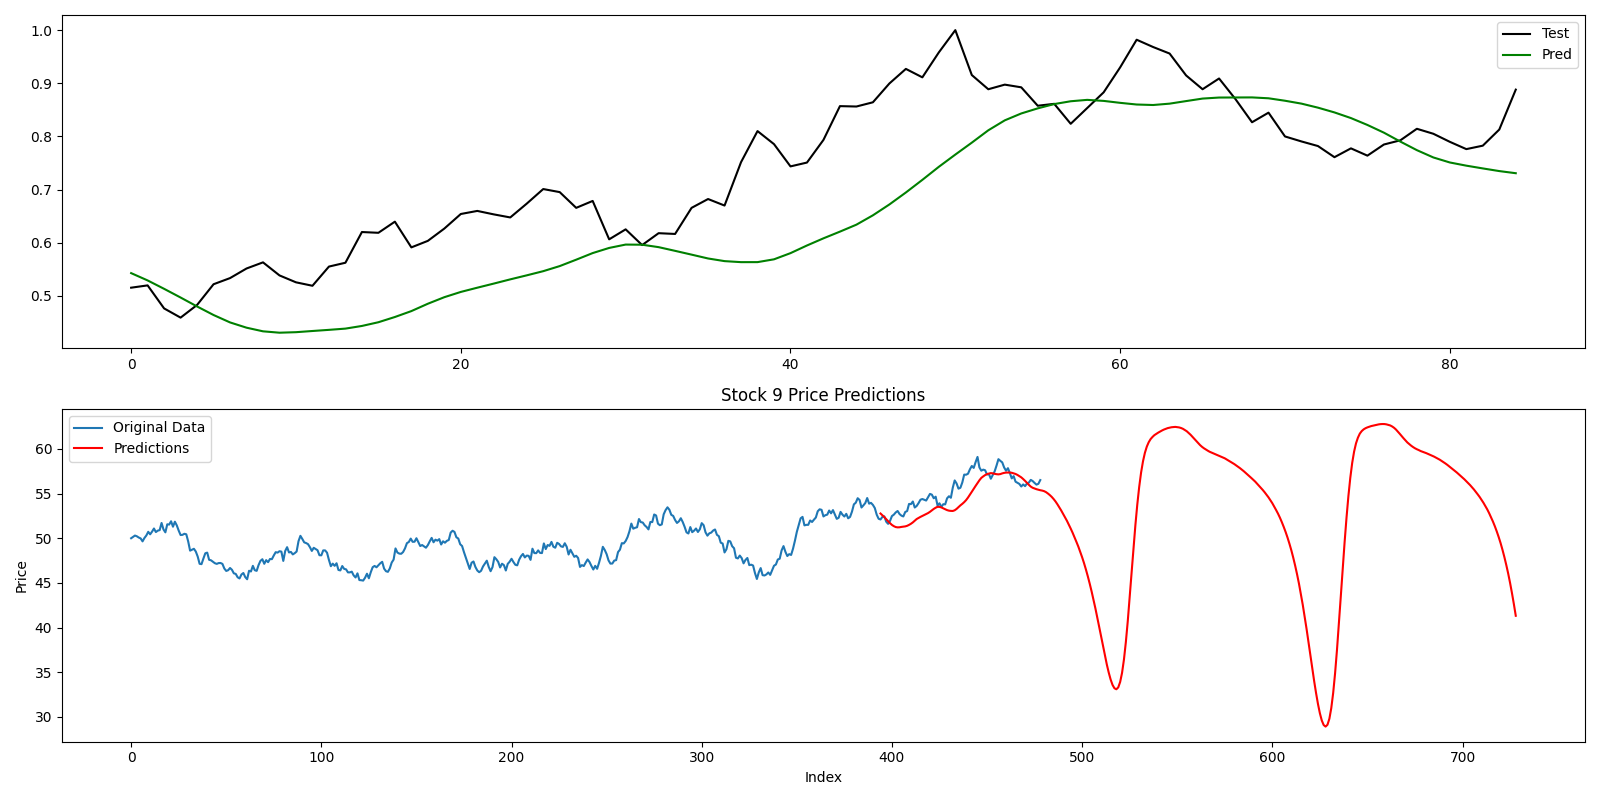 1.0
0.9
0.8
0.7
0.6
0.5
Test
Pred
0 20 40 60 80
Stock 9 Price Predictions
Original Data
Predictions
Price
60
55
50
45
40
35
30
0 100 200 300 400 500 600 700
Index